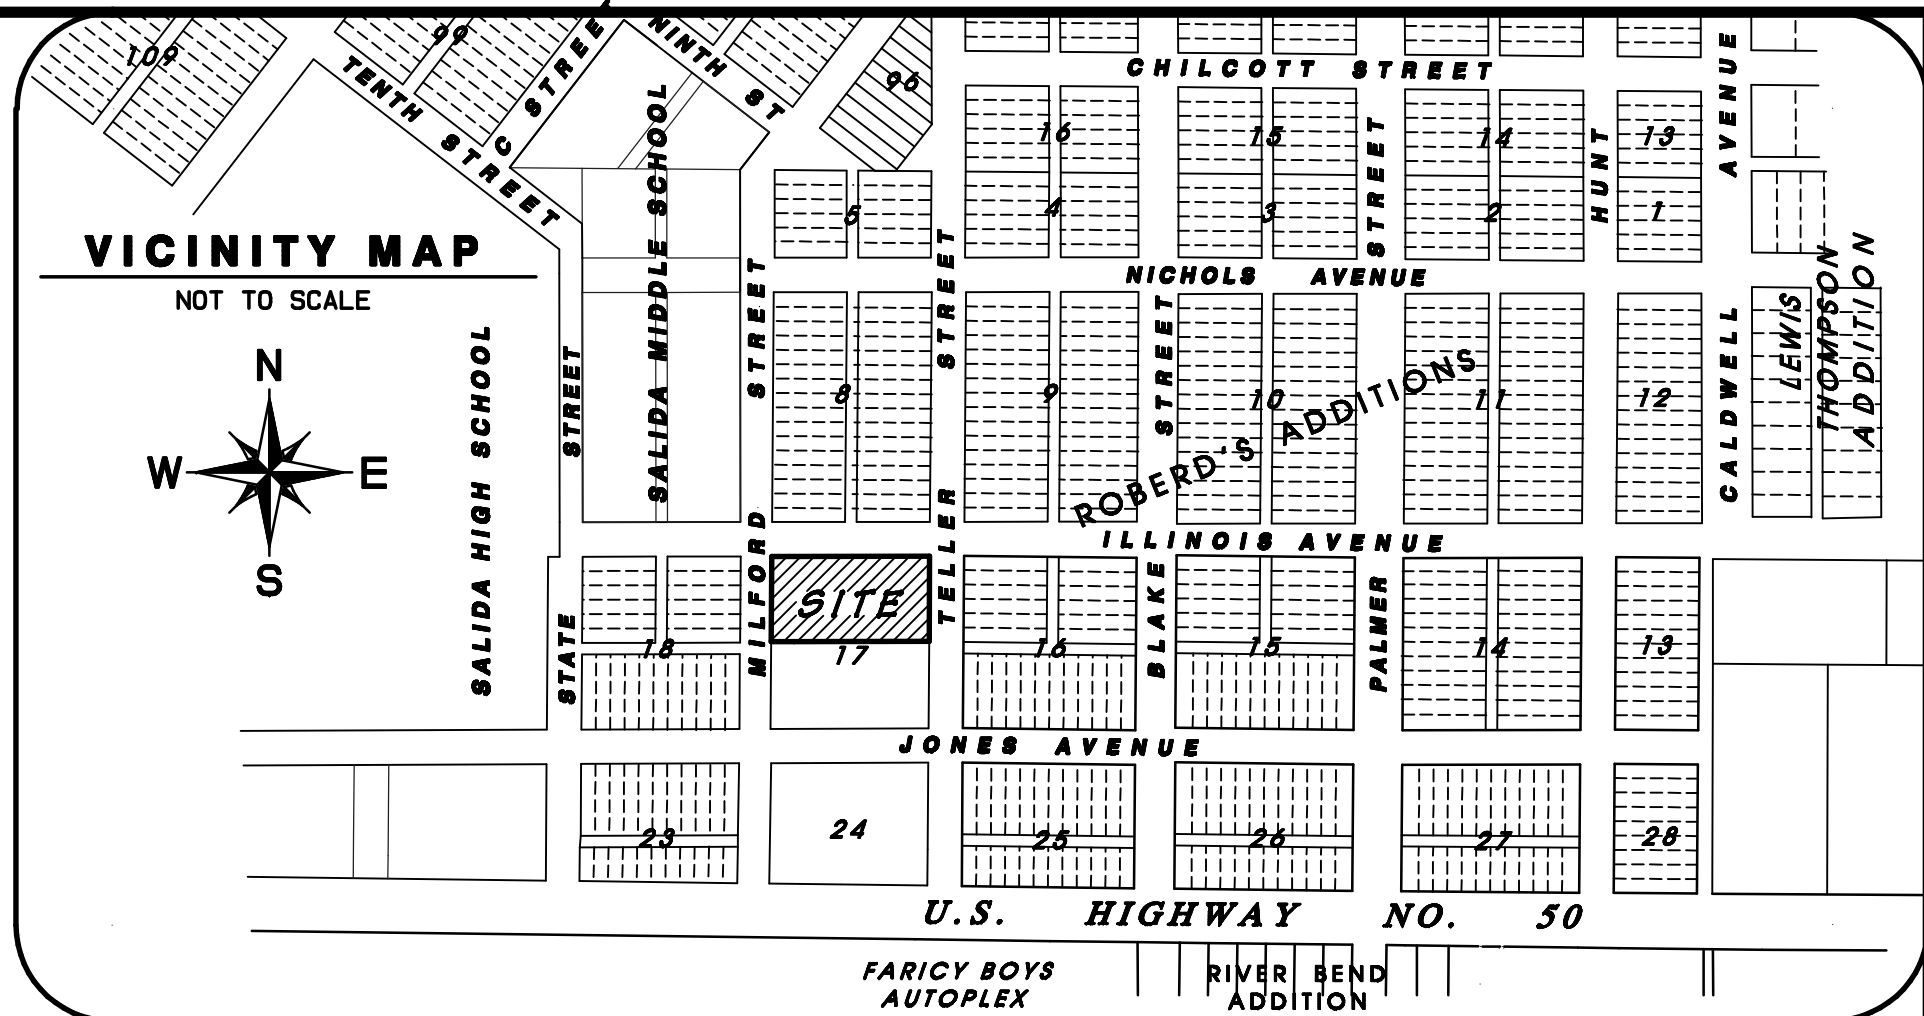 109
99
TENTH STREET
C STREET
NINTH ST
96
CHILCOTT STREET
16
15
14
13
5
4
3
2
1
VICINITY MAP
NOT TO SCALE
NICHOLS AVENUE
N
W
E
S
SALIDA HIGH SCHOOL
STATE STREET
SALIDA MIDDLE SCHOOL
MILFORD STREET
TELLER STREET
BLAKE STREET
PALMER STREET
HUNT
CALDWELL AVENUE
LEWIS
THOMPSON
ADDITION
8
9
10
11
12
ROBERD'S ADDITIONS
ILLINOIS AVENUE
SITE
18
17
16
15
14
13
JONES AVENUE
23
24
25
26
27
28
U.S. HIGHWAY NO. 50
FARICY BOYS
AUTOPLEX
RIVER BEND
ADDITION